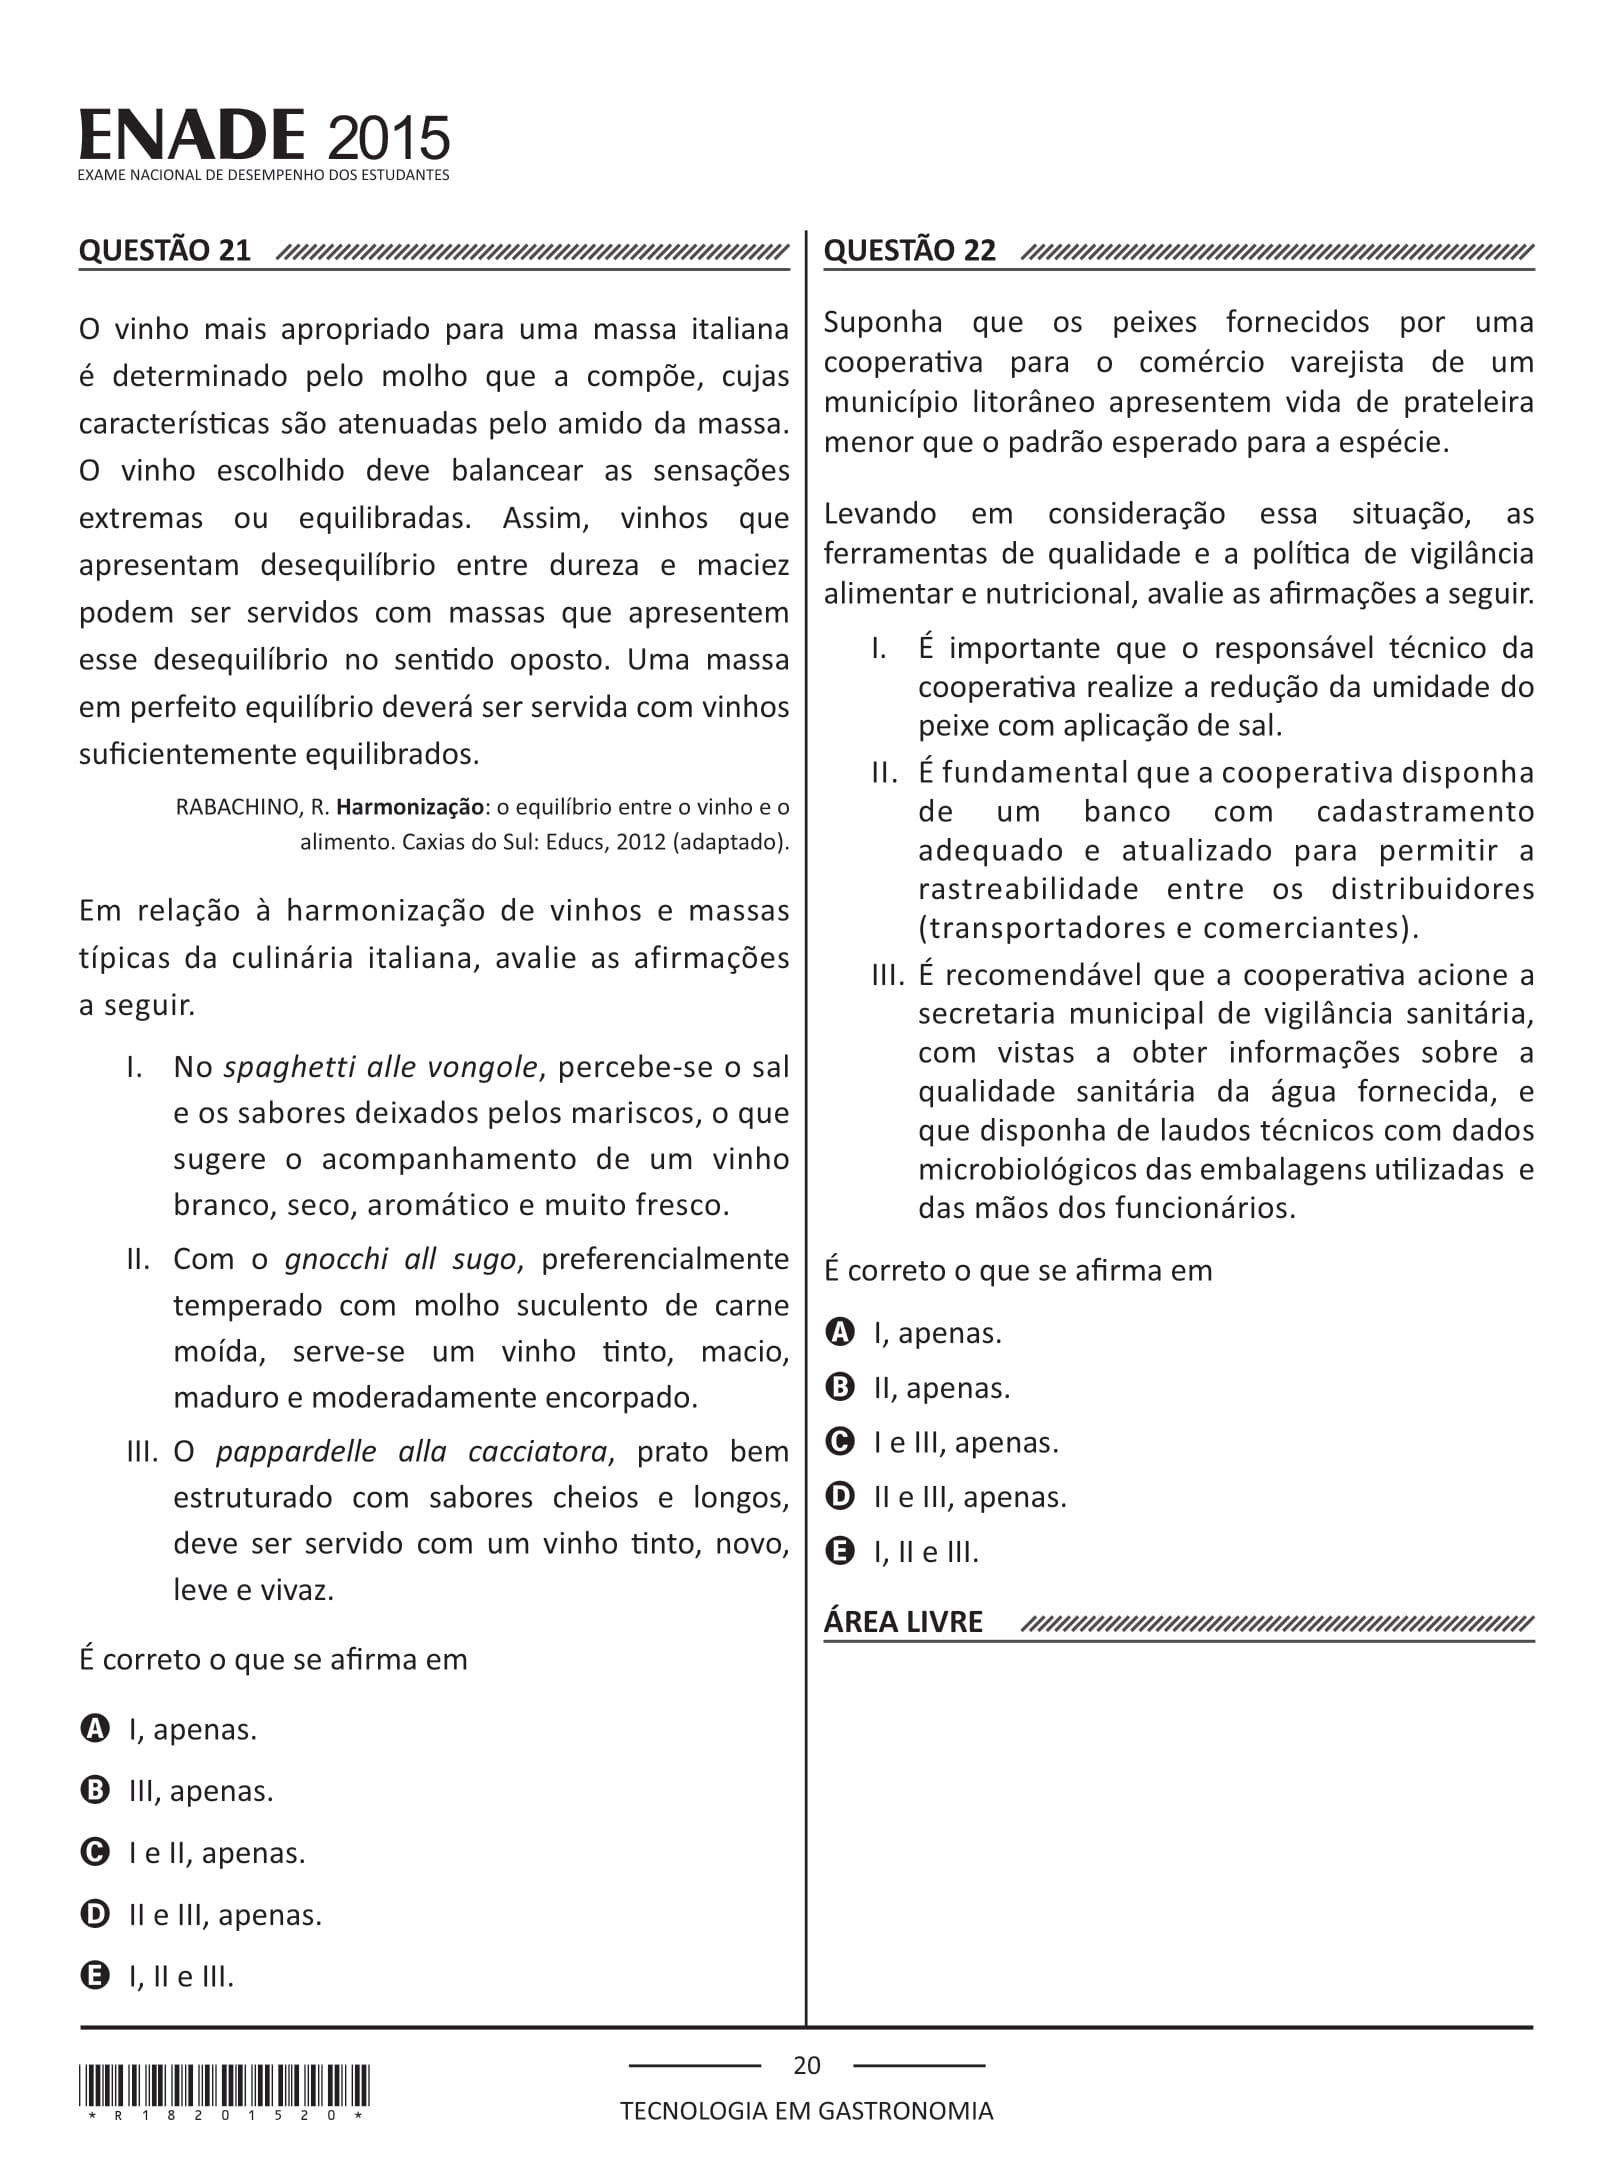 ENADE 2015
EXAME NACIONAL DE DESEMPENHO DOS ESTUDANTES
QUESTÃO 21
O vinho mais apropriado para uma massa italiana
é determinado pelo molho que a compõe, cujas
características são atenuadas pelo amido da massa.
O vinho escolhido deve balancear as sensações
extremas ou equilibradas. Assim, vinhos que
apresentam desequilíbrio entre dureza e maciez
podem ser servidos com massas que apresentem
esse desequilíbrio no sentido oposto. Uma massa
em perfeito equilíbrio deverá ser servida com vinhos
suficientemente equilibrados.
RABACHINO, R. Harmonização: o equilíbrio entre o vinho e o
alimento. Caxias do Sul: Educs, 2012 (adaptado).
Em relação à harmonização de vinhos e massas
típicas da culinária italiana, avalie as afirmações
a seguir.
I. No spaghetti alle vongole, percebe-se o sal
e os sabores deixados pelos mariscos, o que
sugere o acompanhamento de um vinho
branco, seco, aromático e muito fresco.
II. Com o gnocchi all sugo, preferencialmente
temperado com molho suculento de carne
moída, serve-se um vinho tinto, macio,
maduro e moderadamente encorpado.
III. O pappardelle alla cacciatora, prato bem
estruturado com sabores cheios e longos,
deve ser servido com um vinho tinto, novo,
leve e vivaz.
É correto o que se afirma em
A I, apenas.
B III, apenas.
C I e II, apenas.
D II e III, apenas.
E I, II e III.
QUESTÃO 22
Suponha que os peixes fornecidos por uma
cooperativa para o comércio varejista de um
município litorâneo apresentem vida de prateleira
menor que o padrão esperado para a espécie.
Levando em consideração essa situação, as
ferramentas de qualidade e a política de vigilância
alimentar e nutricional, avalie as afirmações a seguir.
I. É importante que o responsável técnico da
cooperativa realize a redução da umidade do
peixe com aplicação de sal.
II. É fundamental que a cooperativa disponha
de um banco com cadastramento
adequado e atualizado para permitir a
rastreabilidade entre os distribuidores
(transportadores e comerciantes).
III. É recomendável que a cooperativa acione a
secretaria municipal de vigilância sanitária,
com vistas a obter informações sobre a
qualidade sanitária da água fornecida, e
que disponha de laudos técnicos com dados
microbiológicos das embalagens utilizadas e
das mãos dos funcionários.
É correto o que se afirma em
A I, apenas.
B II, apenas.
C I e III, apenas.
D II e III, apenas.
E I, II e III.
ÁREA LIVRE
*R18201520*
20
TECNOLOGIA EM GASTRONOMIA